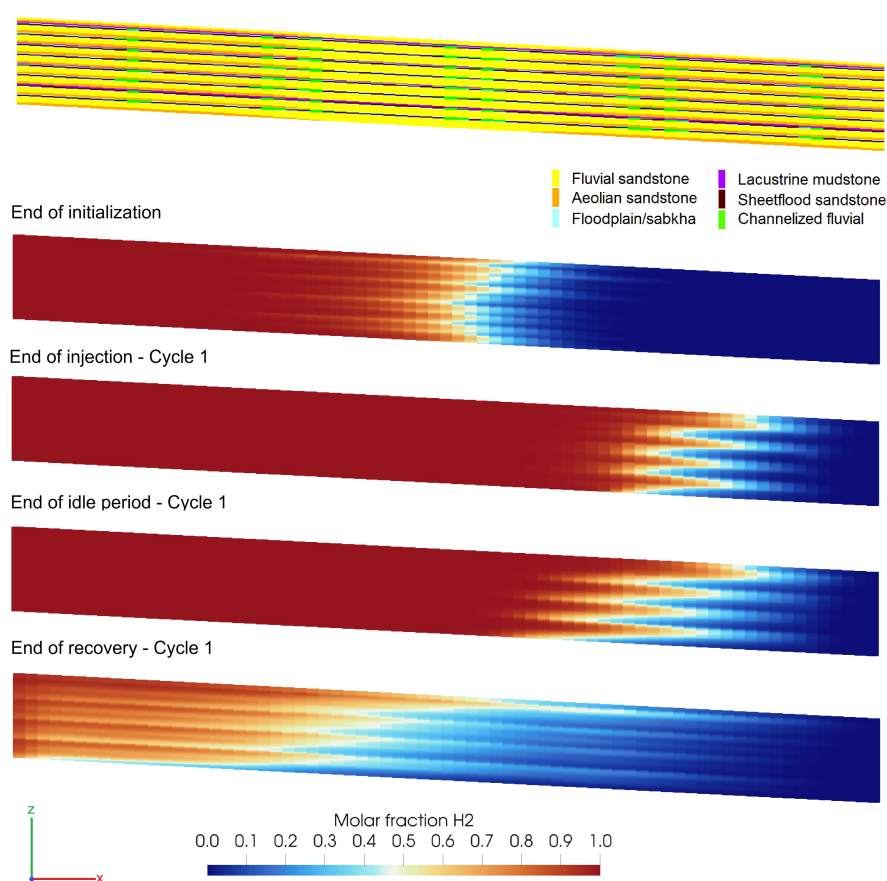 Fluvial sandstone
Lacustrine mudstone
Aeolian sandstone
Sheetflood sandstone
Floodplain/sabkha
Channelized fluvial
End of initialization
End of injection - Cycle 1
End of idle period - Cycle 1
End of recovery - Cycle 1
z
x
Molar fraction H2
0.0 0.1 0.2 0.3 0.4 0.5 0.6 0.7 0.8 0.9 1.0